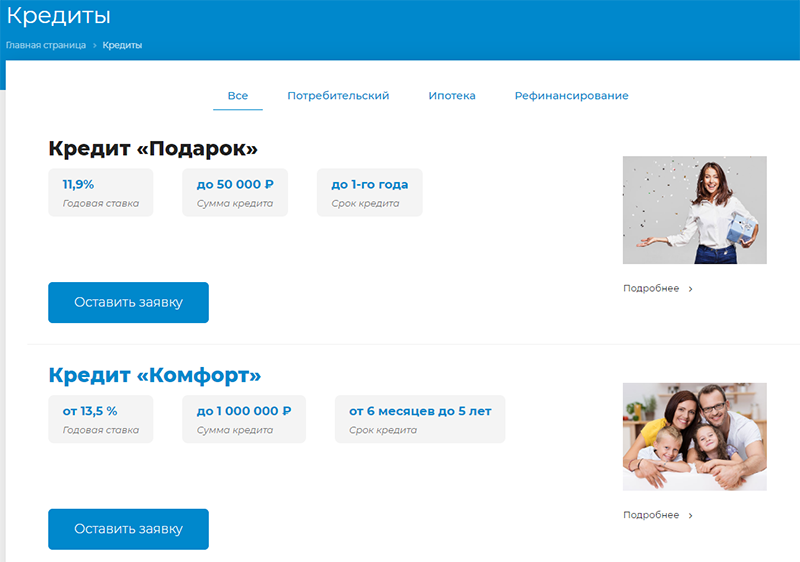 Кредиты
Главная страница › Кредиты
Все Потребительский Ипотека Рефинансирование
Кредит «Подарок»
11,9% до 50 000 ₽ до 1-го года
Годовая ставка Сумма кредита Срок кредита
Подробнее ›
Оставить заявку
Кредит «Комфорт»
от 13,5 % до 1 000 000 ₽ от 6 месяцев до 5 лет
Годовая ставка Сумма кредита Срок кредита
Подробнее ›
Оставить заявку